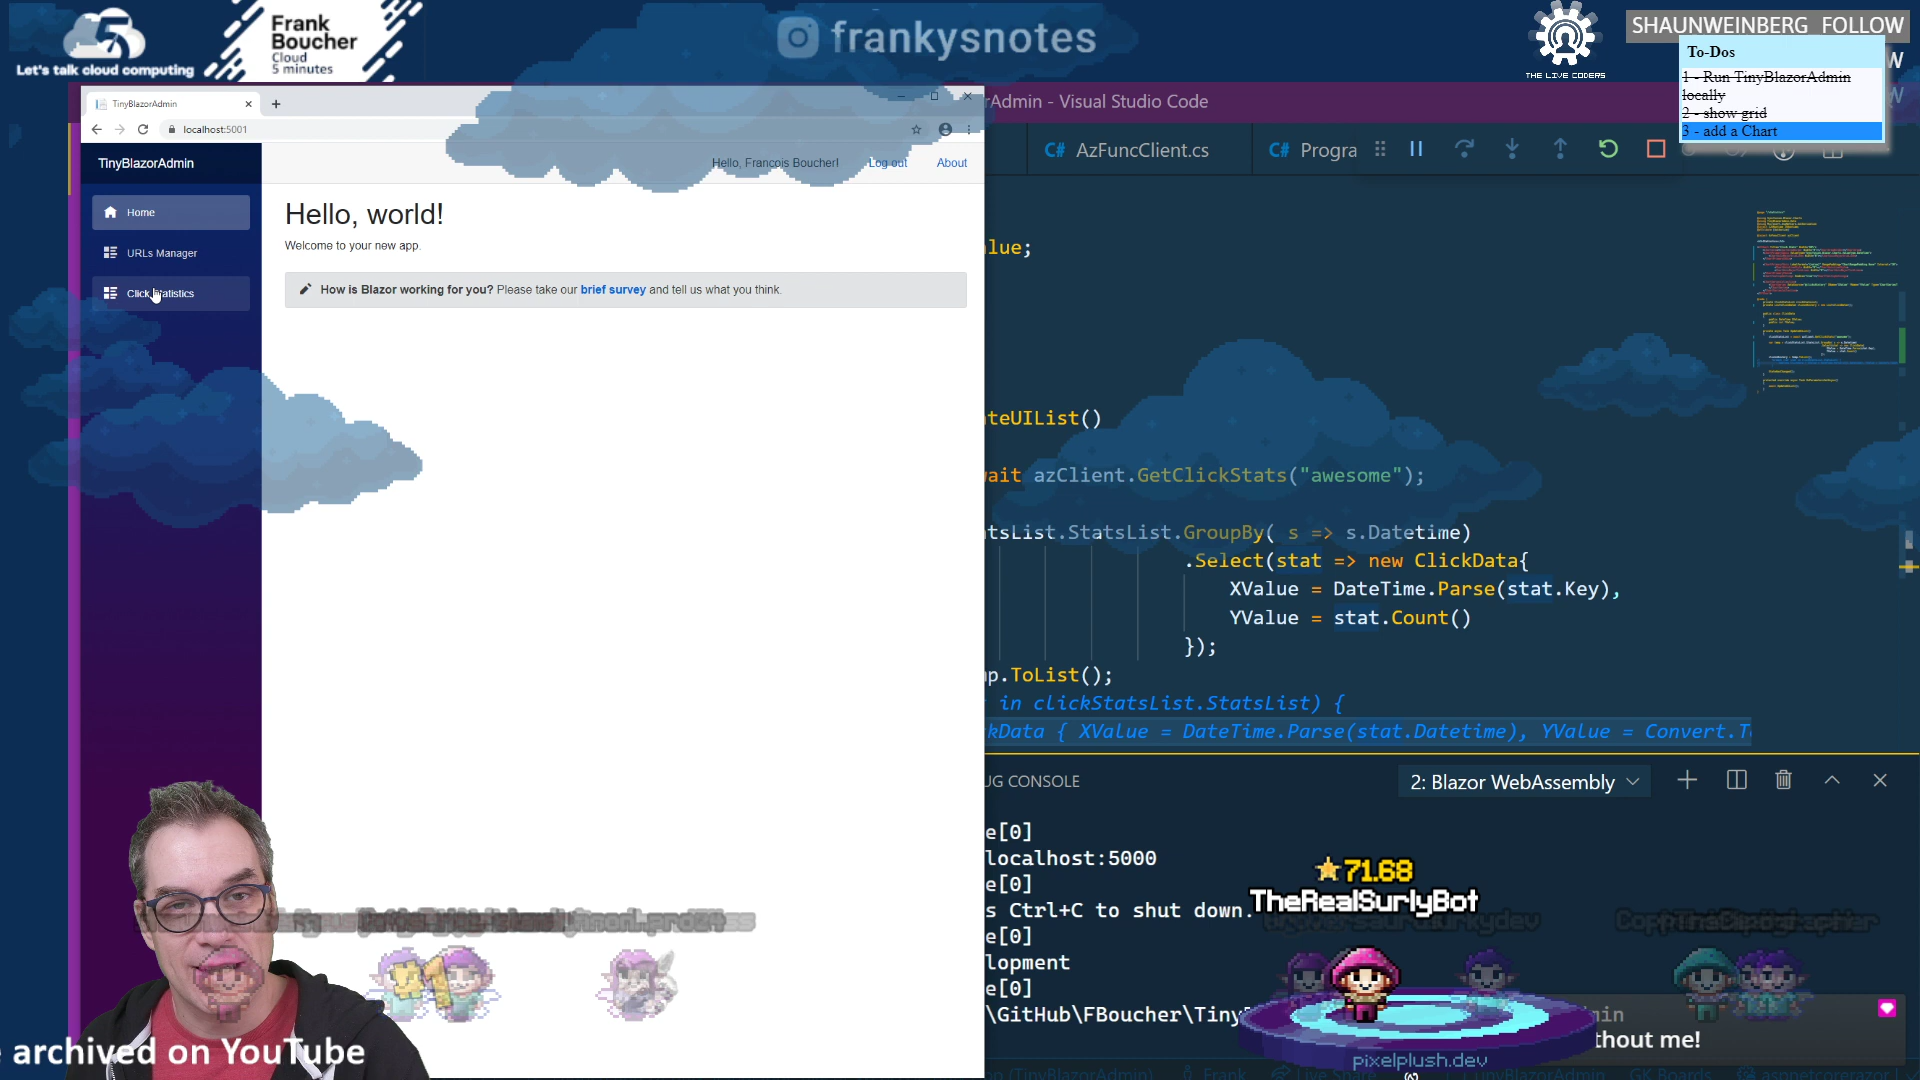 Let's talk cloud computing
Frank
Boucher
Cloud
5 minutes
frankysnotes
THE LIVE CODERS
SHAUNWEINBERG FOLLOW
To-Dos
1 - Run TinyBlazorAdmin
locally
2 - show grid
3 - add a Chart
TinyBlazorAdmin
localhost:5001
TinyBlazorAdmin
Hello, Francois Boucher!
Log out
About
Home
URLs Manager
Click Statistics
Hello, world!
Welcome to your new app.
How is Blazor working for you? Please take our brief survey and tell us what you think.
rAdmin - Visual Studio Code
C# AzFuncClient.cs
C# Progra
lue;
teUIList()
ait azClient.GetClickStats("awesome");
tsList.StatsList.GroupBy( s => s.Datetime)
.Select(stat => new ClickData{
XValue = DateTime.Parse(stat.Key),
YValue = stat.Count()
});
p.ToList();
in clickStatsList.StatsList) {
kData { XValue = DateTime.Parse(stat.Datetime), YValue = Convert.T
UG CONSOLE
2: Blazor WebAssembly
e[0]
localhost:5000
e[0]
s Ctrl+C to shut down.
e[0]
lopment
e[0]
\GitHub\FBoucher\Tiny
71.68
TheRealSurlyBot
pixelplush.dev
thout me!
archived on YouTube